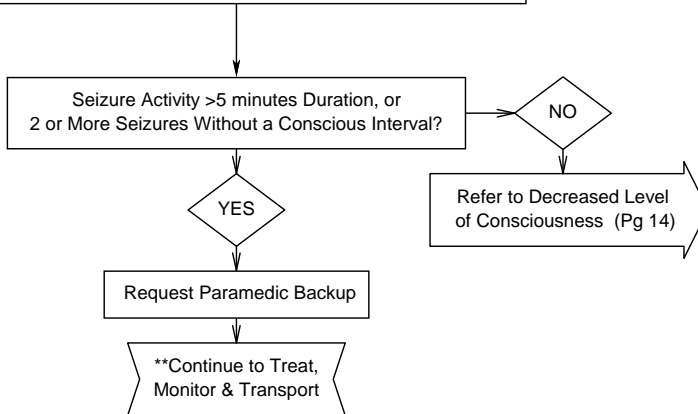 Seizure Activity >5 minutes Duration, or
2 or More Seizures Without a Conscious Interval?
NO
YES
Refer to Decreased Level
of Consciousness (Pg 14)
Request Paramedic Backup
**Continue to Treat,
Monitor & Transport